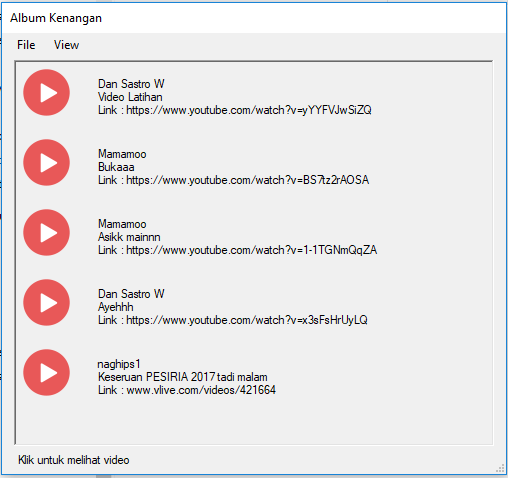 Album Kenangan
File View
Dan Sastro W
Video Latihan
Link : https://www.youtube.com/watch?v=yYYFVJwSiZQ
Mamamoo
Bukaaa
Link : https://www.youtube.com/watch?v=BS7tz2rAOSA
Mamamoo
Asikk mainnn
Link : https://www.youtube.com/watch?v=1-1TGNmQqZA
Dan Sastro W
Ayehhh
Link : https://www.youtube.com/watch?v=x3sFsHrUyLQ
naghips1
Keseruan PESIRIA 2017 tadi malam
Link : www.vlive.com/videos/421664
Klik untuk melihat video